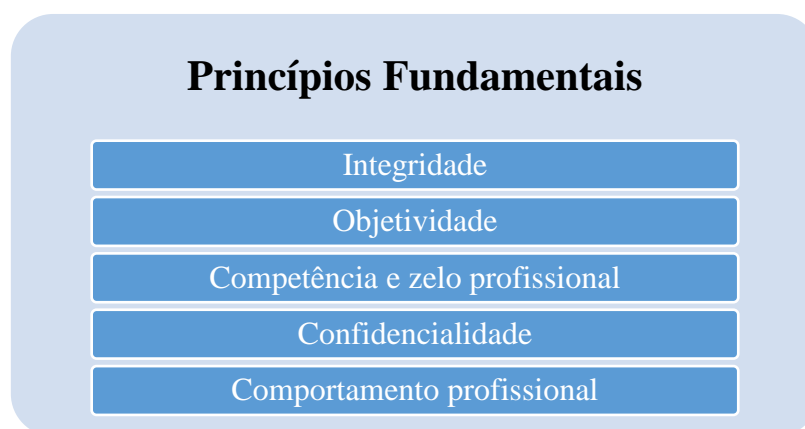 Princípios Fundamentais
Integridade
Objetividade
Competência e zelo profissional
Confidencialidade
Comportamento profissional